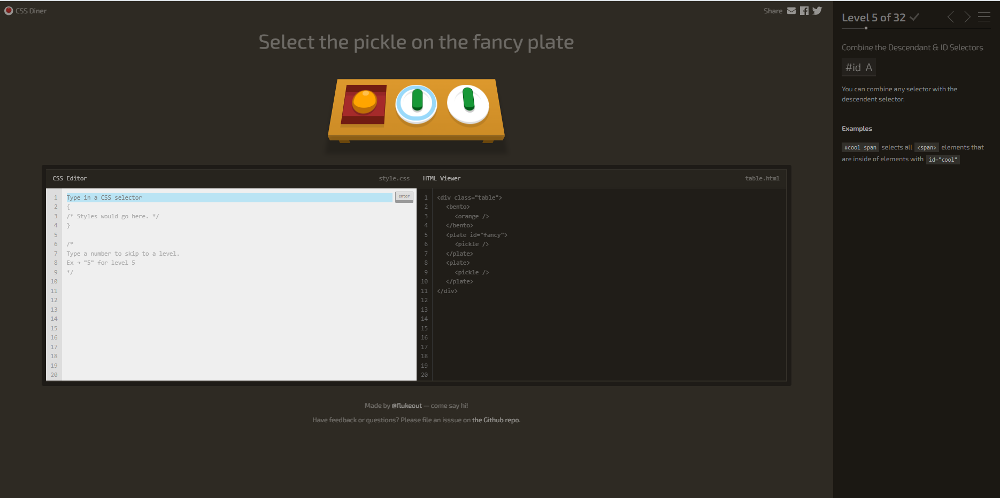 CSS Diner
Share
Select the pickle on the fancy plate
CSS Editor
style.css
1 Type in a CSS selector
enter
2 {
3 /* Styles would go here. */
4 }
5
6 /*
7 Type a number to skip to a level.
8 Ex → "5" for level 5
9 */
10
11
12
13
14
15
16
17
18
19
20
HTML Viewer
table.html
1 <div class="table">
2 <bento>
3 <orange />
4 </bento>
5 <plate id="fancy">
6 <pickle />
7 </plate>
8 <plate>
9 <pickle />
10 </plate>
11 </div>
12
13
14
15
16
17
18
19
20
Made by @flukeout — come say hi!
Have feedback or questions? Please file an isssue on the Github repo.
Level 5 of 32
Combine the Descendant & ID Selectors
#id A
You can combine any selector with the
descendent selector.
Examples
#cool span selects all <span> elements that
are inside of elements with id="cool"